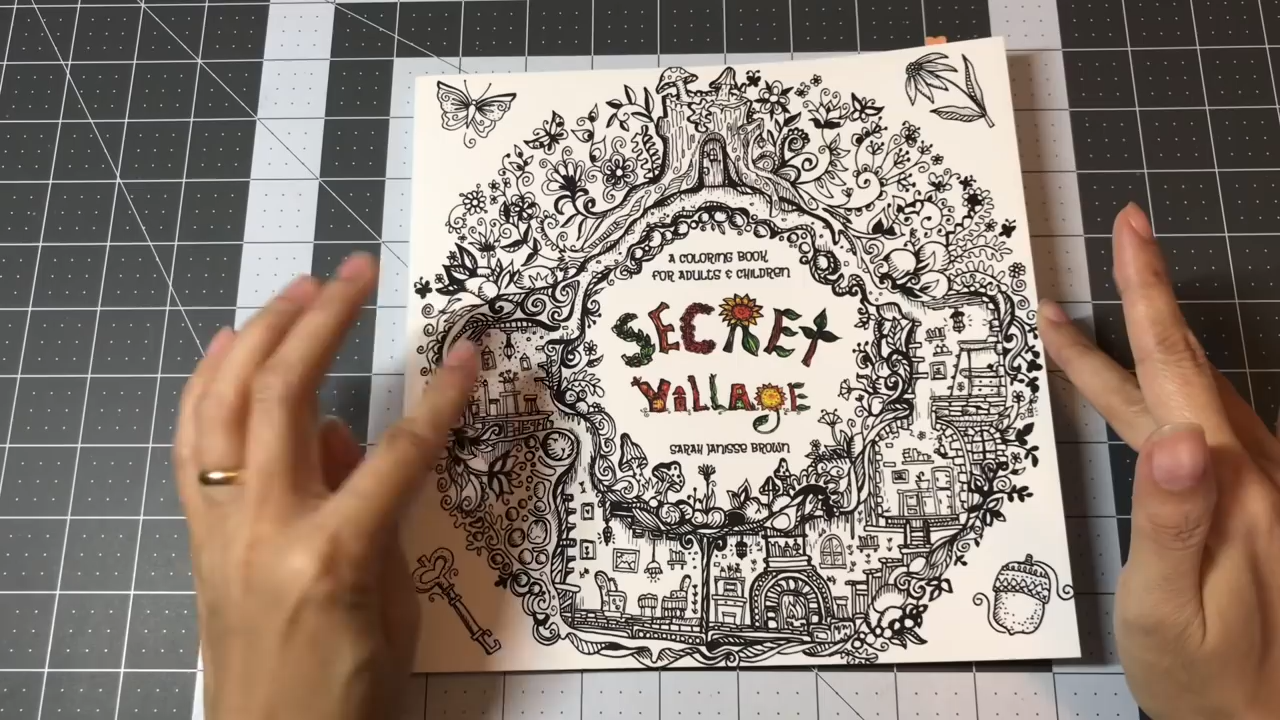 A COLORING BOOK
FOR ADULTS & CHILDREN
SECRET
VILLAGE
SARAH JANISSE BROWN